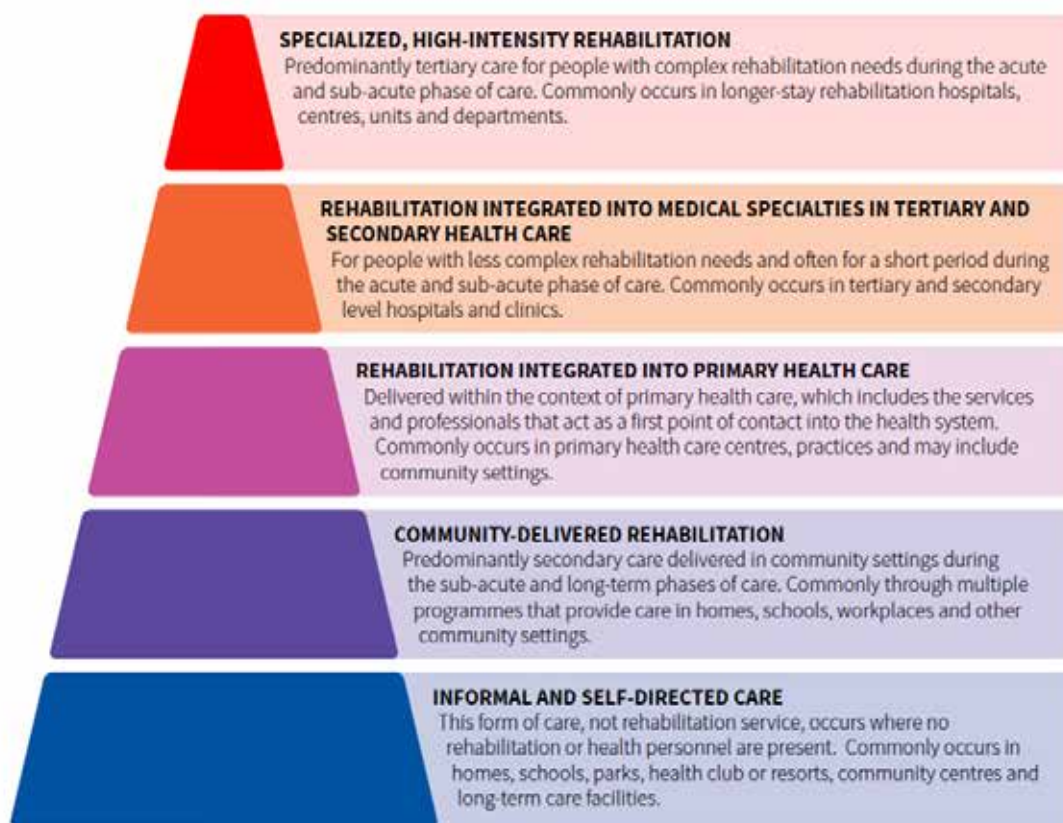 SPECIALIZED, HIGH-INTENSITY REHABILITATION
Predominantly tertiary care for people with complex rehabilitation needs during the acute
and sub-acute phase of care. Commonly occurs in longer-stay rehabilitation hospitals,
centres, units and departments.
REHABILITATION INTEGRATED INTO MEDICAL SPECIALTIES IN TERTIARY AND
SECONDARY HEALTH CARE
For people with less complex rehabilitation needs and often for a short period during
the acute and sub-acute phase of care. Commonly occurs in tertiary and secondary
level hospitals and clinics.
REHABILITATION INTEGRATED INTO PRIMARY HEALTH CARE
Delivered within the context of primary health care, which includes the services
and professionals that act as a first point of contact into the health system.
Commonly occurs in primary health care centres, practices and may include
community settings.
COMMUNITY-DELIVERED REHABILITATION
Predominantly secondary care delivered in community settings during
the sub-acute and long-term phases of care. Commonly through multiple
programmes that provide care in homes, schools, workplaces and other
community settings.
INFORMAL AND SELF-DIRECTED CARE
This form of care, not rehabilitation service, occurs where no
rehabilitation or health personnel are present. Commonly occurs in
homes, schools, parks, health club or resorts, community centres and
long-term care facilities.